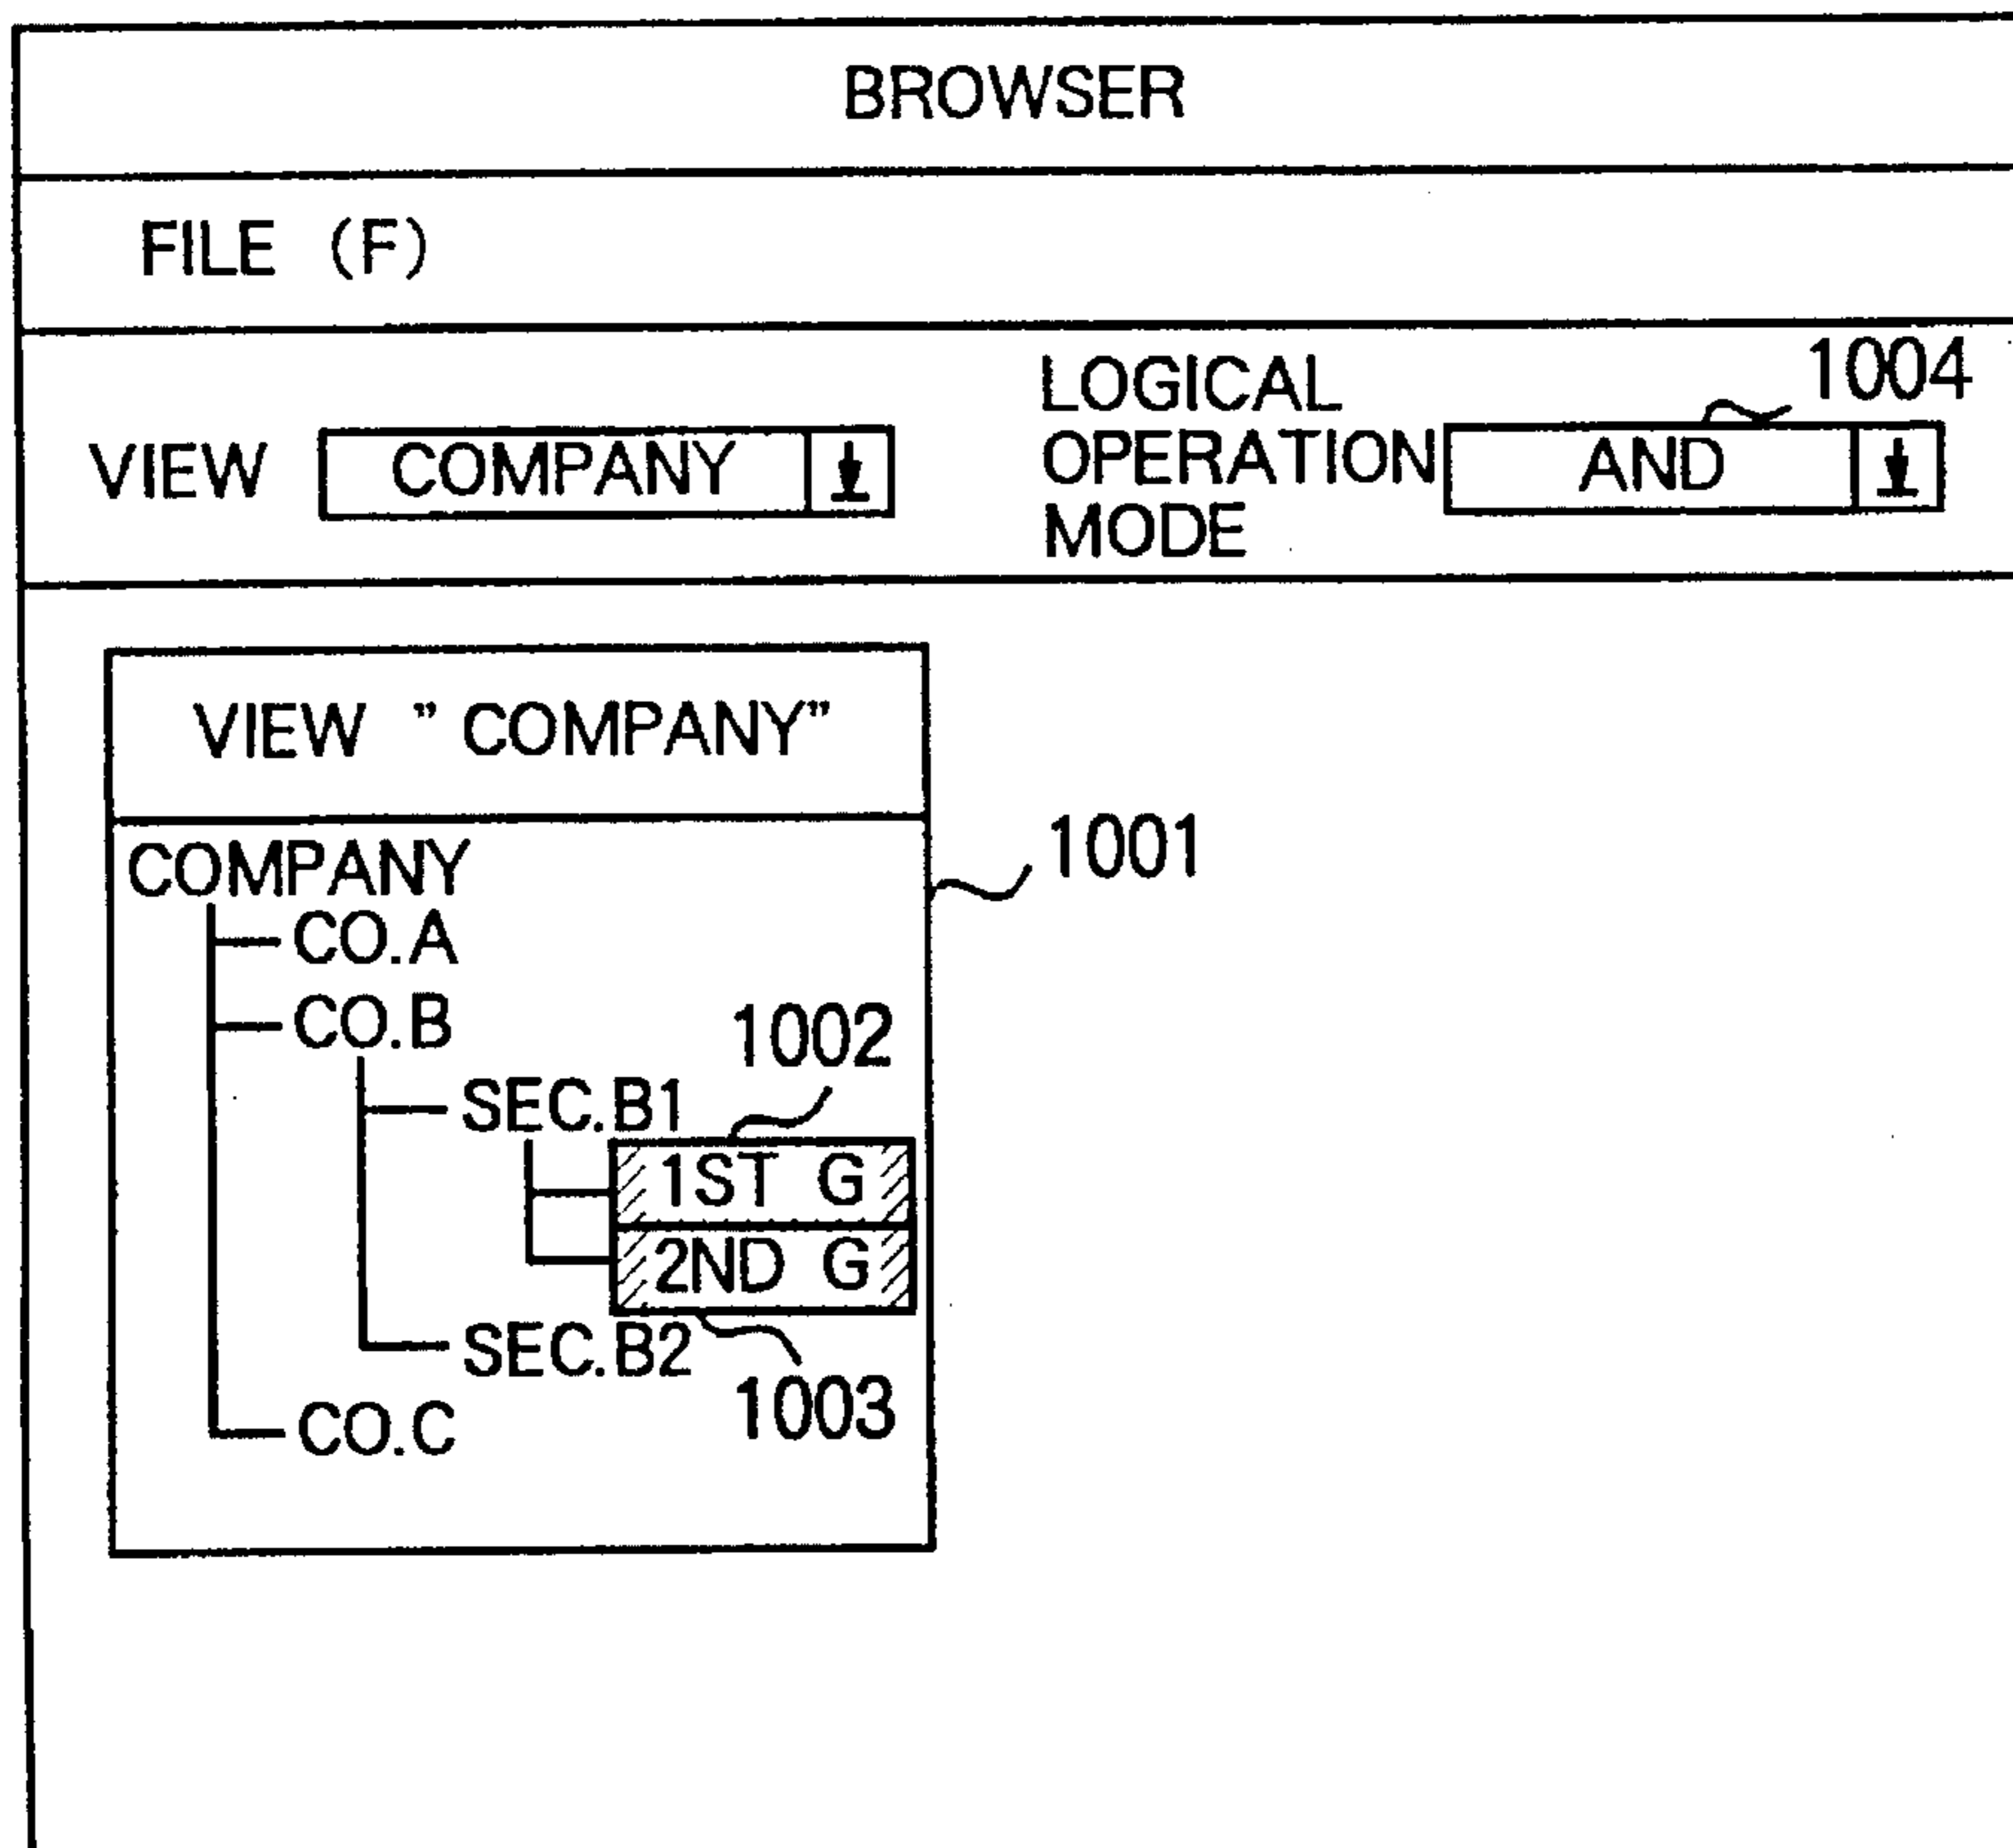 BROWSER
FILE (F)
VIEW COMPANY
LOGICAL
OPERATION
MODE
AND
1004
VIEW " COMPANY"
1001
COMPANY
CO.A
CO.B
1002
SEC.B1
1ST G
2ND G
SEC.B2
1003
CO.C